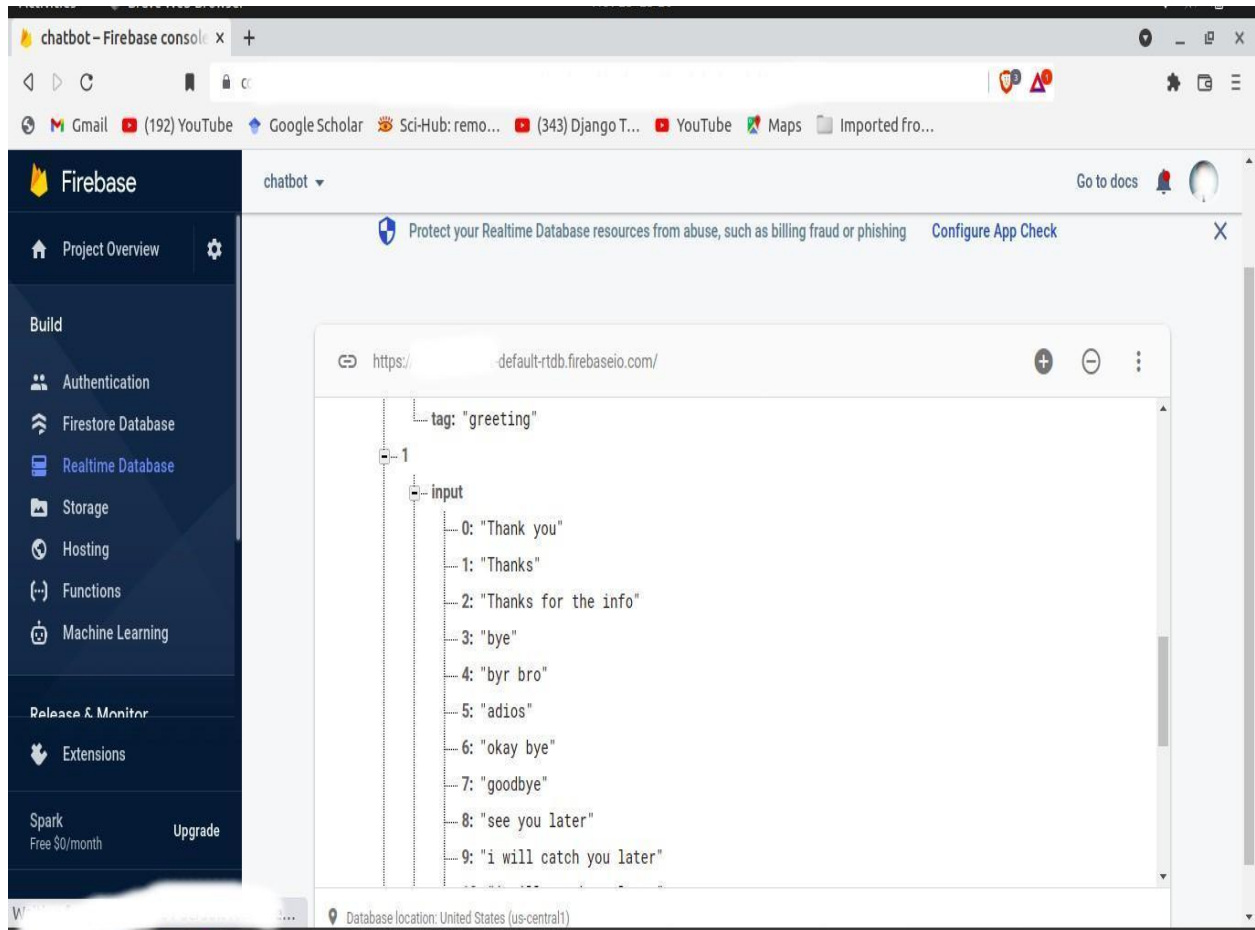 chatbot – Firebase console
Gmail (192) YouTube Google Scholar Sci-Hub: remo... (343) Django T... YouTube Maps Imported fro...
Firebase
chatbot
Go to docs
Protect your Realtime Database resources from abuse, such as billing fraud or phishing Configure App Check
Project Overview
Build
Authentication
Firestore Database
Realtime Database
Storage
Hosting
Functions
Machine Learning
Release & Monitor
Extensions
Spark
Free $0/month
Upgrade
https:/ -default-rtdb.firebaseio.com/
tag: "greeting"
1
input
0: "Thank you"
1: "Thanks"
2: "Thanks for the info"
3: "bye"
4: "byr bro"
5: "adios"
6: "okay bye"
7: "goodbye"
8: "see you later"
9: "i will catch you later"
Database location: United States (us-central1)